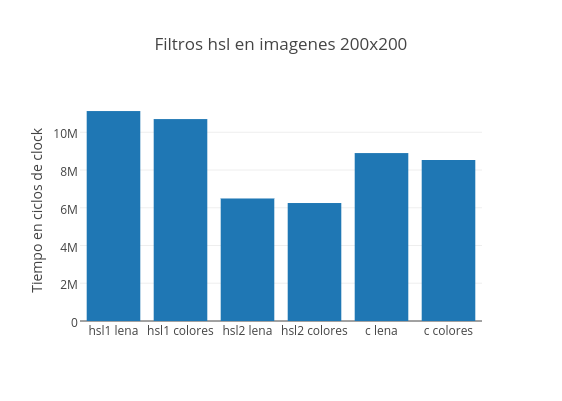 Filtros hsl en imagenes 200x200
Tiempo en ciclos de clock
10M
8M
6M
4M
2M
0
hsl1 lena hsl1 colores hsl2 lena hsl2 colores c lena c colores